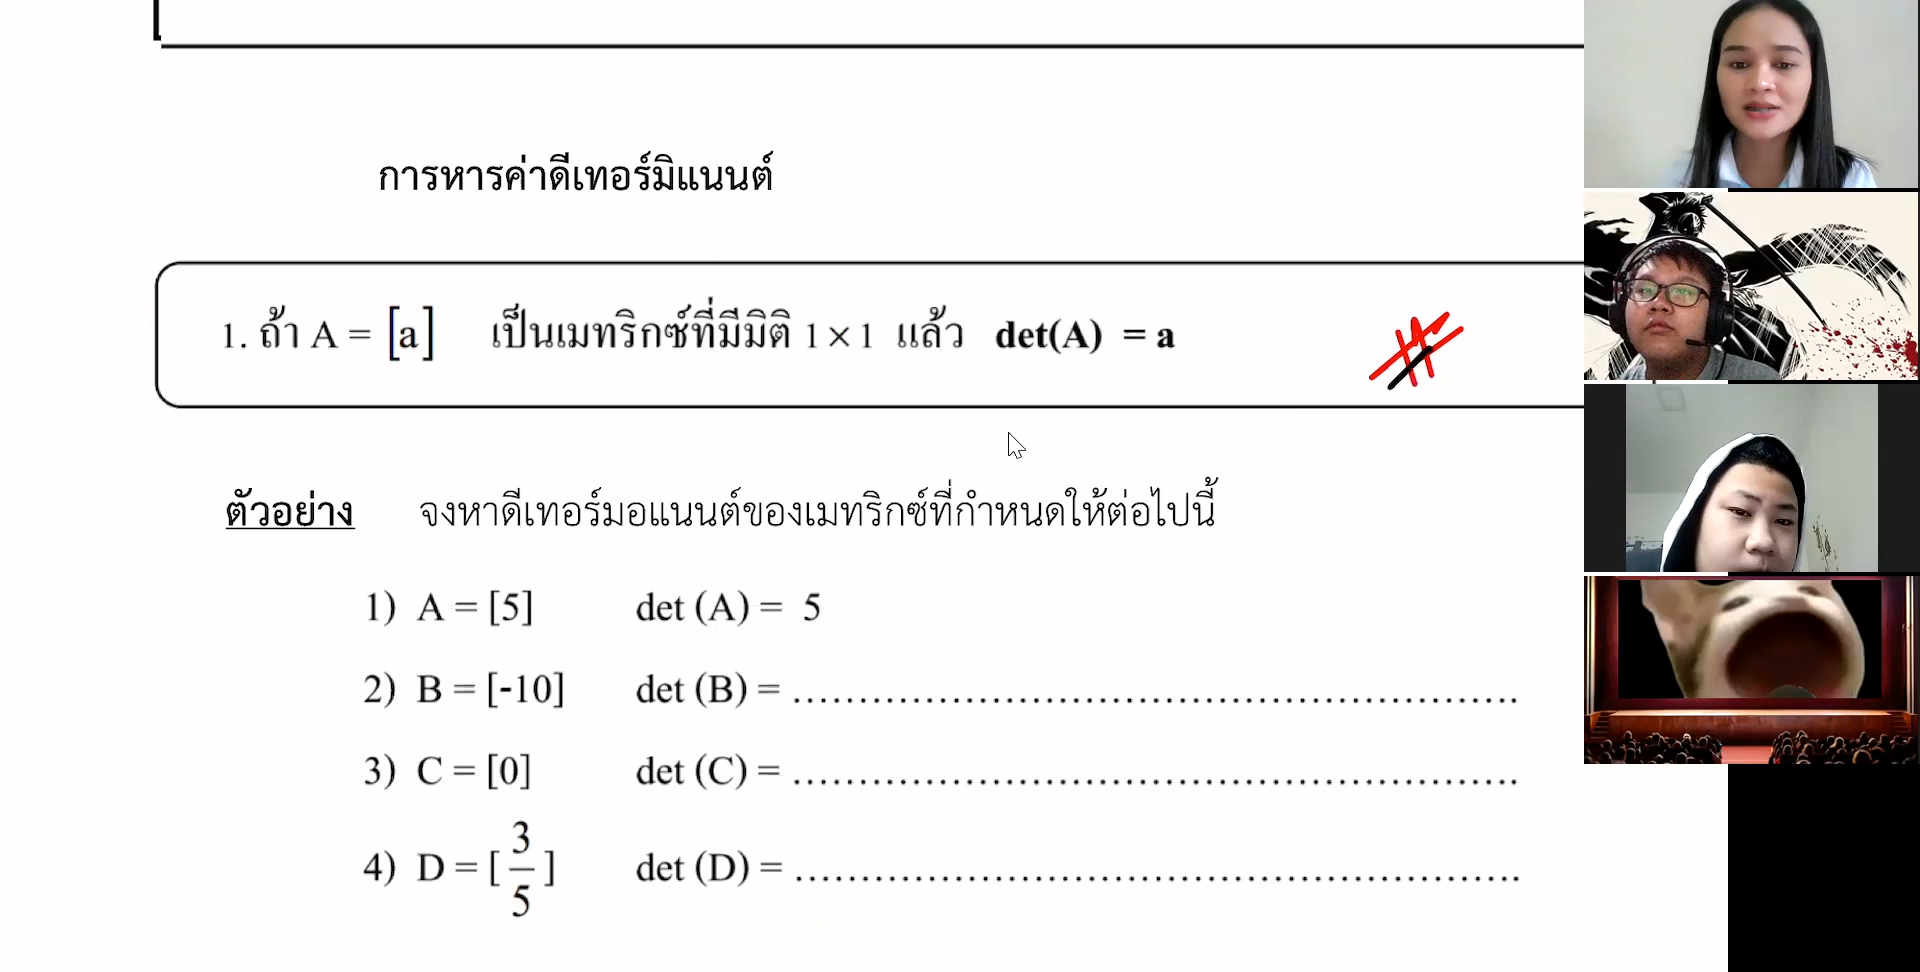 การหารค่าดีเทอร์มิแนนต์
1. ถ้า A = [a] เป็นเมทริกซ์ที่มีมิติ 1 × 1 แล้ว det(A) = a
ตัวอย่าง จงหาดีเทอร์มอแนนต์ของเมทริกซ์ที่กำหนดให้ต่อไปนี้
1) A = [5] det (A) = 5
2) B = [-10] det (B) = ......................................................
3) C = [0] det (C) = ......................................................
4) D = [3/5] det (D) = ......................................................